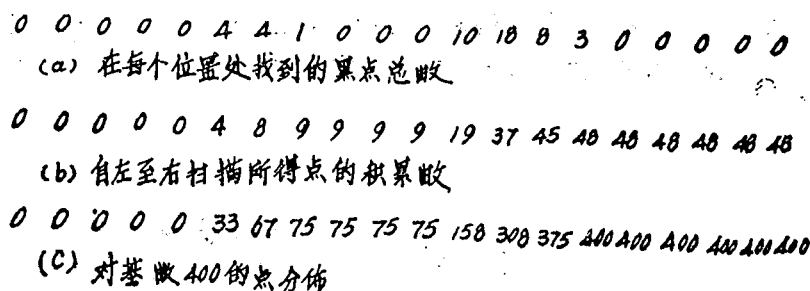 0 0 0 0 0 4 4 1 0 0 0 10 18 8 3 0 0 0 0 0
(a) 在每个位置处找到的黑点总数
0 0 0 0 0 4 8 9 9 9 9 19 37 45 48 48 48 48 48 48
(b) 自左至右扫描所得点的积累数
0 0 0 0 0 33 67 75 75 75 75 158 308 375 400 400 400 400 400 400
(C) 对基数400的点分佈